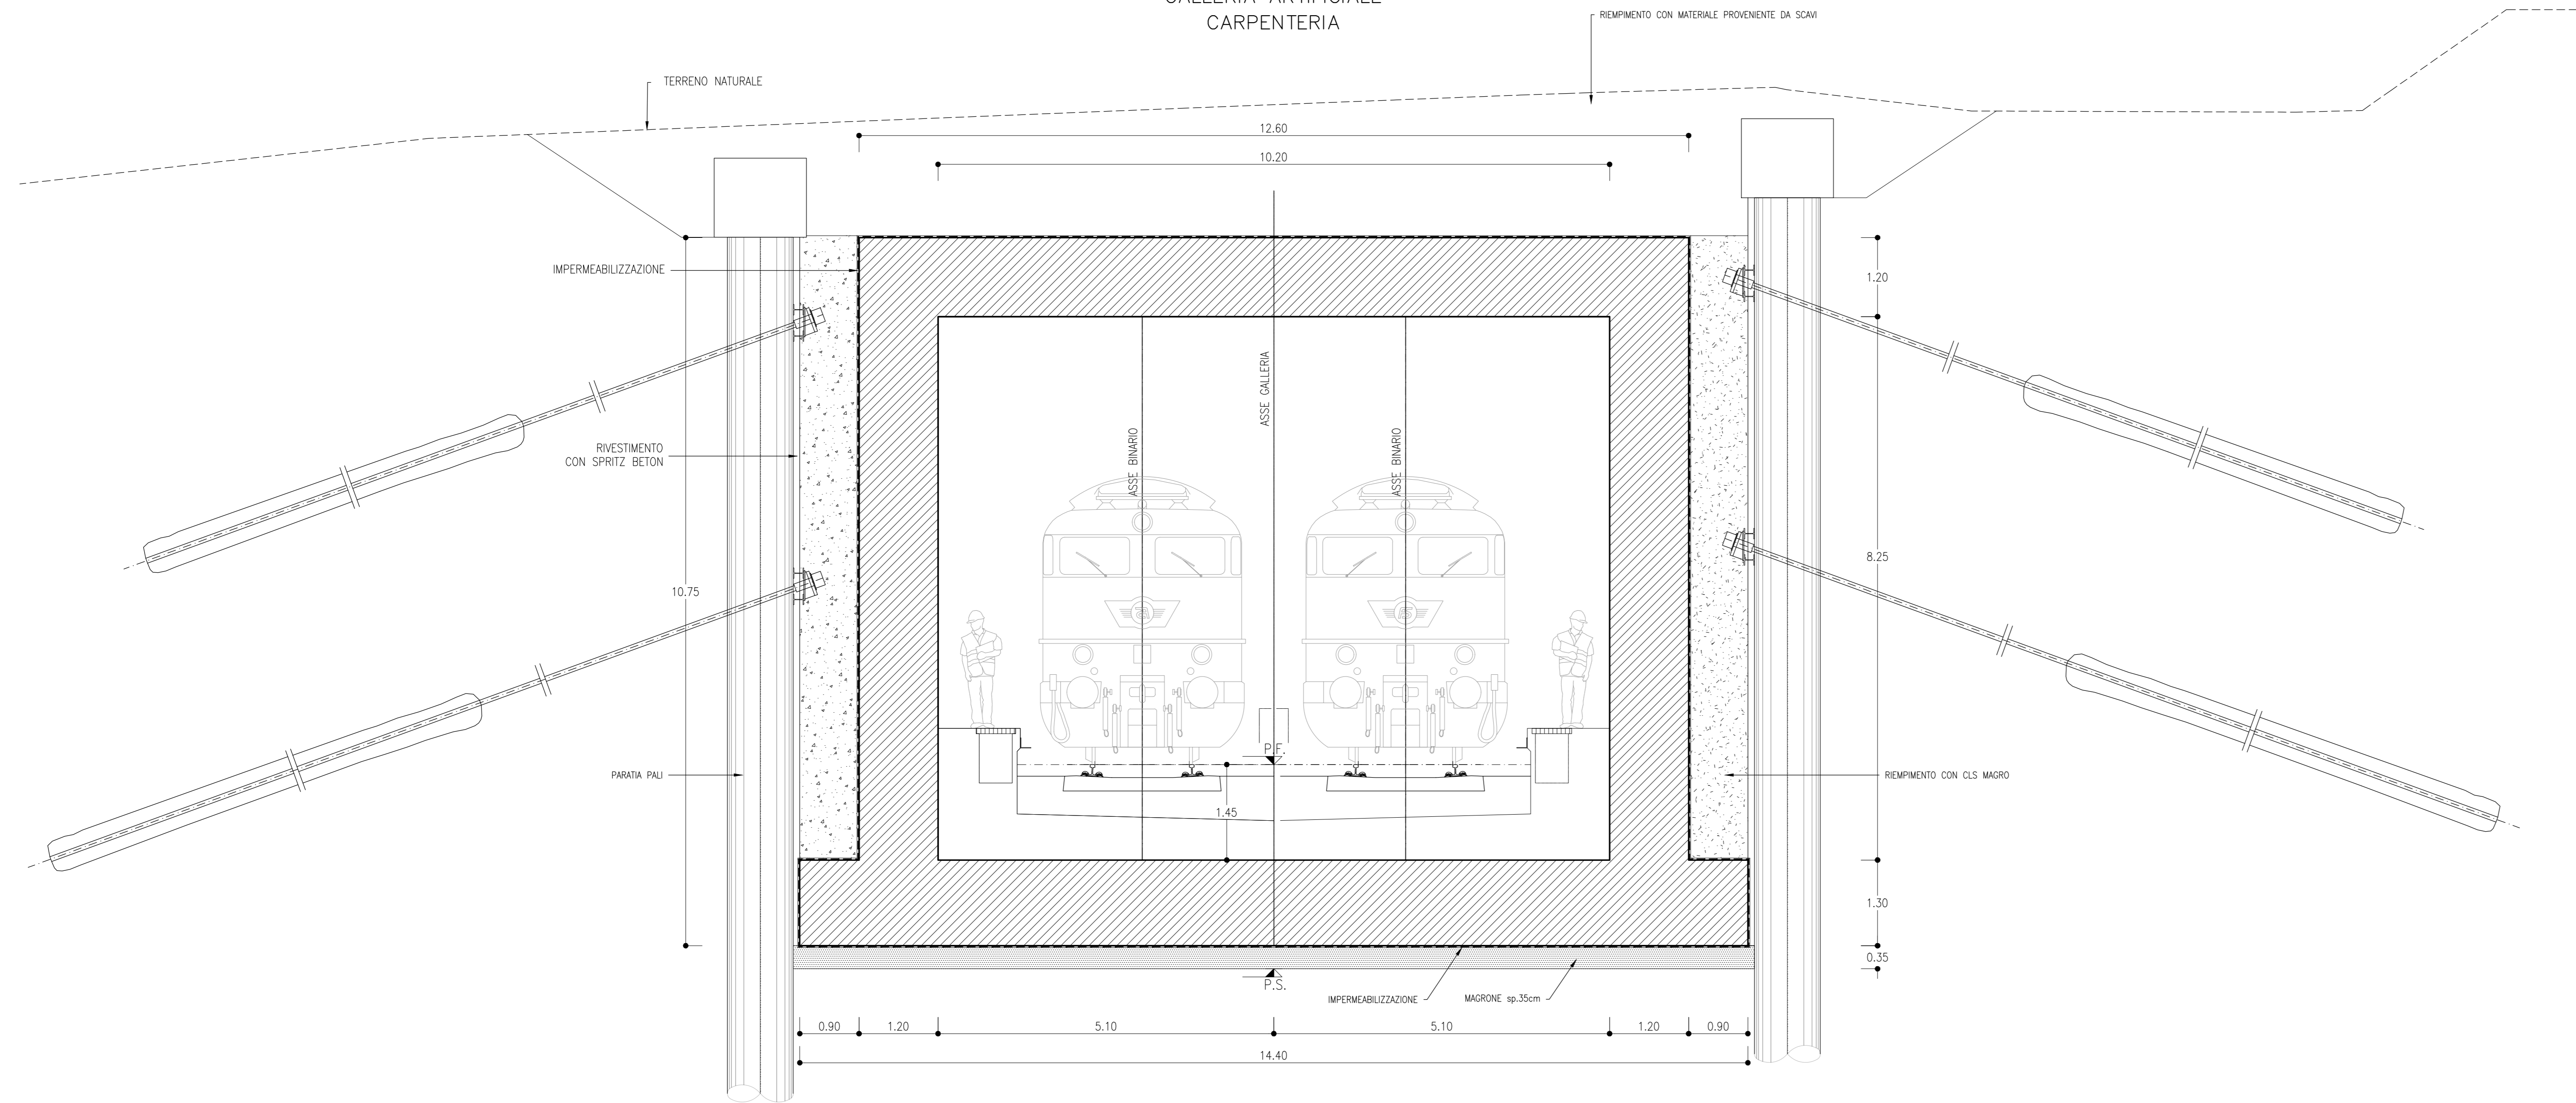 GALLERIA ARTIFICIALE
CARPENTERIA
RIEMPIMENTO CON MATERIALE PROVENIENTE DA SCAVI
TERRENO NATURALE
12.60
10.20
IMPERMEABILIZZAZIONE
1.20
ASSE GALLERIA
ASSE BINARIO
ASSE BINARIO
RIVESTIMENTO
CON SPRITZ BETON
8.25
10.75
FS
P.F.
PARATIA PALI
RIEMPIMENTO CON CLS MAGRO
1.45
1.30
0.35
P.S.
IMPERMEABILIZZAZIONE
MAGRONE sp.35cm
0.90
1.20
5.10
5.10
1.20
0.90
14.40